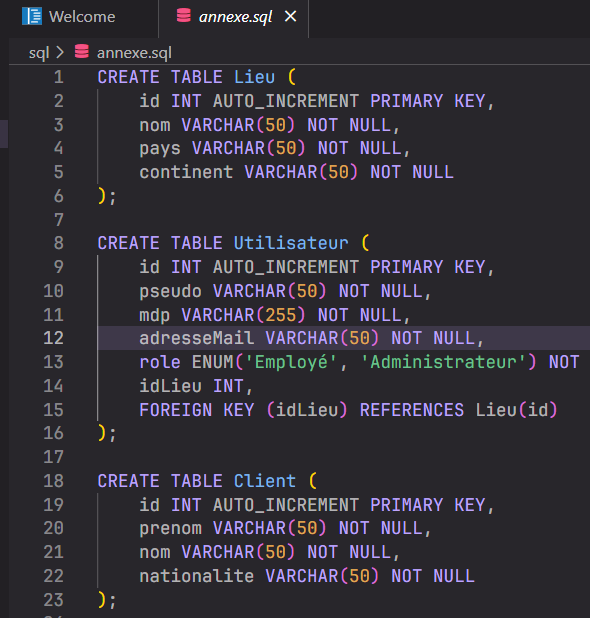 Welcome
annexe.sql ×
sql > annexe.sql
1 CREATE TABLE Lieu (
2 id INT AUTO_INCREMENT PRIMARY KEY,
3 nom VARCHAR(50) NOT NULL,
4 pays VARCHAR(50) NOT NULL,
5 continent VARCHAR(50) NOT NULL
6 );
7
8 CREATE TABLE Utilisateur (
9 id INT AUTO_INCREMENT PRIMARY KEY,
10 pseudo VARCHAR(50) NOT NULL,
11 mdp VARCHAR(255) NOT NULL,
12 adresseMail VARCHAR(50) NOT NULL,
13 role ENUM('Employé', 'Administrateur') NOT
14 idLieu INT,
15 FOREIGN KEY (idLieu) REFERENCES Lieu(id)
16 );
17
18 CREATE TABLE Client (
19 id INT AUTO_INCREMENT PRIMARY KEY,
20 prenom VARCHAR(50) NOT NULL,
21 nom VARCHAR(50) NOT NULL,
22 nationalite VARCHAR(50) NOT NULL
23 );